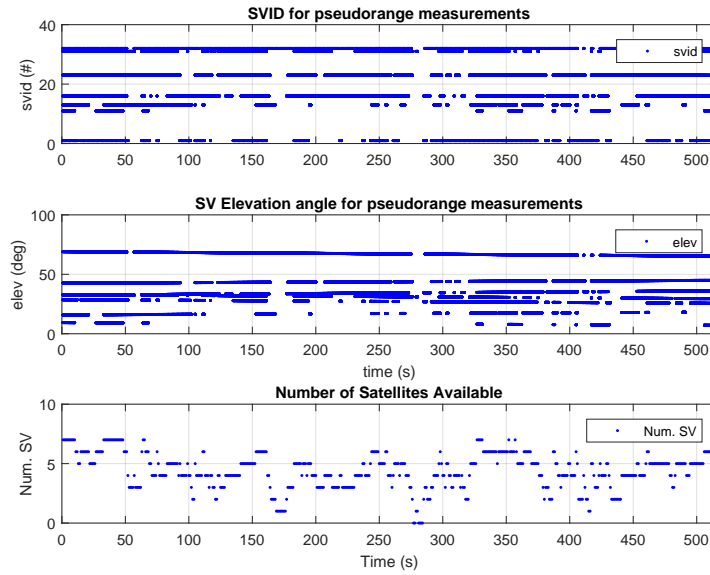 SVID for pseudorange measurements
40
20
0
svid (#)
svid
0 50 100 150 200 250 300 350 400 450 500
SV Elevation angle for pseudorange measurements
100
50
0
elev (deg)
elev
0 50 100 150 200 250 300 350 400 450 500
time (s)
Number of Satellites Available
10
5
0
Num. SV
Num. SV
0 50 100 150 200 250 300 350 400 450 500
Time (s)